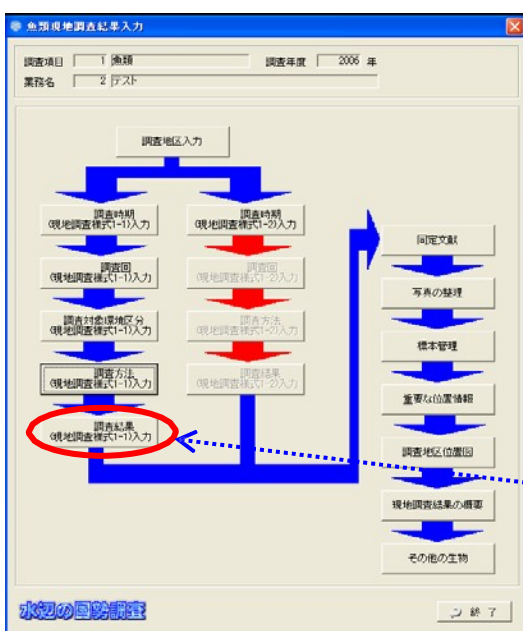 魚類現地調査結果入力
調査項目 1 魚類 調査年度 2006 年
業務名 2 テスト
調査地区入力
調査時期
(現地調査様式1-1)入力
調査回
(現地調査様式1-1)入力
調査対象環境区分
(現地調査様式1-1)入力
調査方法
(現地調査様式1-1)入力
調査結果
(現地調査様式1-1)入力
調査時期
(現地調査様式1-2)入力
調査回
(現地調査様式1-2)入力
調査方法
(現地調査様式1-2)入力
調査結果
(現地調査様式1-2)入力
同定文献
写真の整理
標本管理
重要な位置情報
調査地区位置図
現地調査結果の概要
その他の生物
水辺の国勢調査
終 了